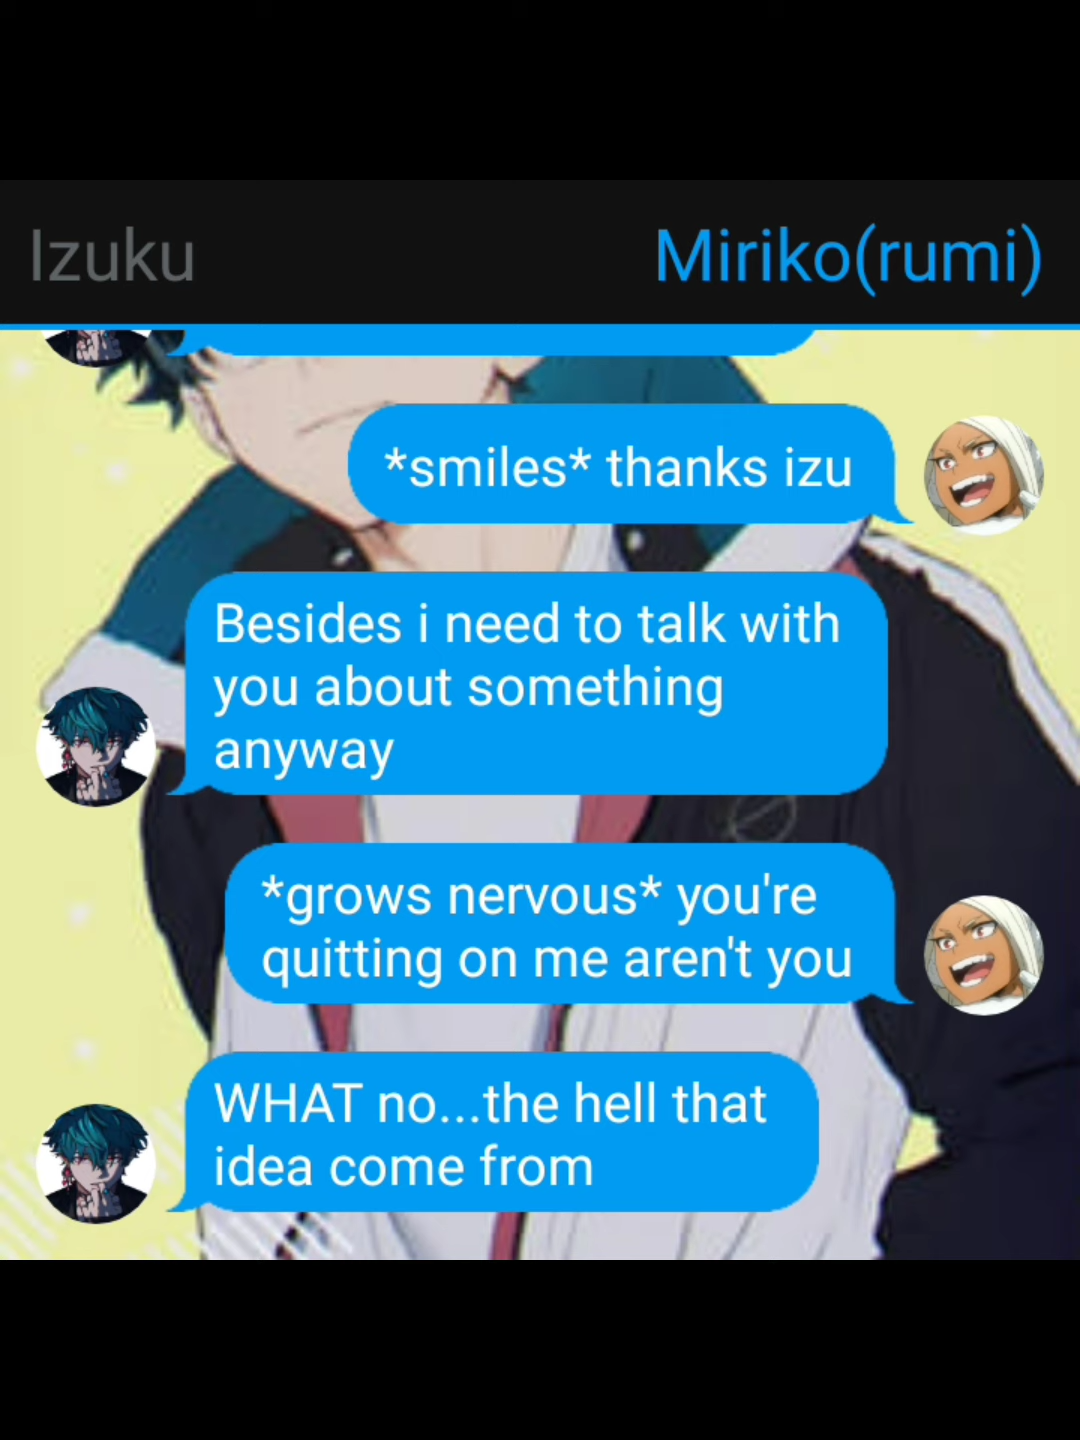 Izuku
Miriko(rumi)
*smiles* thanks izu
Besides i need to talk with
you about something
anyway
*grows nervous* you're
quitting on me aren't you
WHAT no...the hell that
idea come from